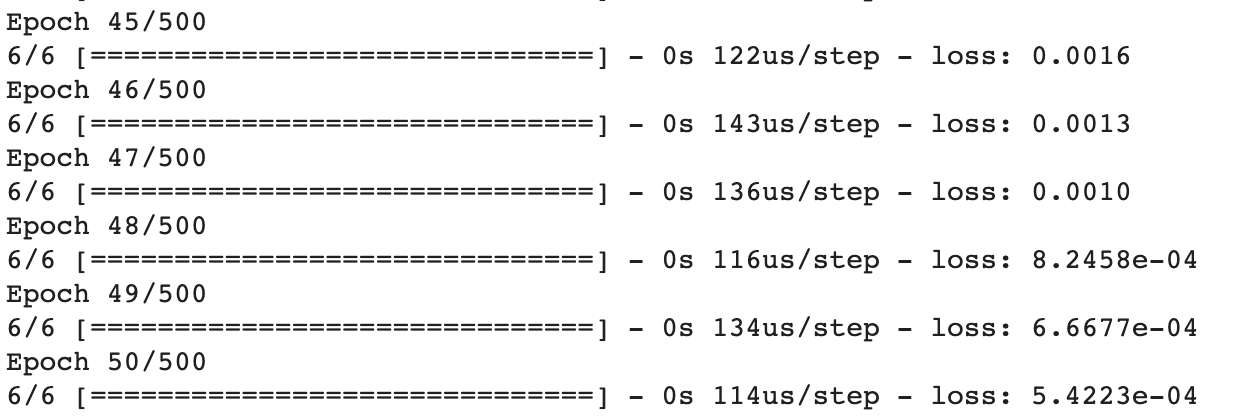 Epoch 45/500
6/6 [==============================] - 0s 122us/step - loss: 0.0016
Epoch 46/500
6/6 [==============================] - 0s 143us/step - loss: 0.0013
Epoch 47/500
6/6 [==============================] - 0s 136us/step - loss: 0.0010
Epoch 48/500
6/6 [==============================] - 0s 116us/step - loss: 8.2458e-04
Epoch 49/500
6/6 [==============================] - 0s 134us/step - loss: 6.6677e-04
Epoch 50/500
6/6 [==============================] - 0s 114us/step - loss: 5.4223e-04